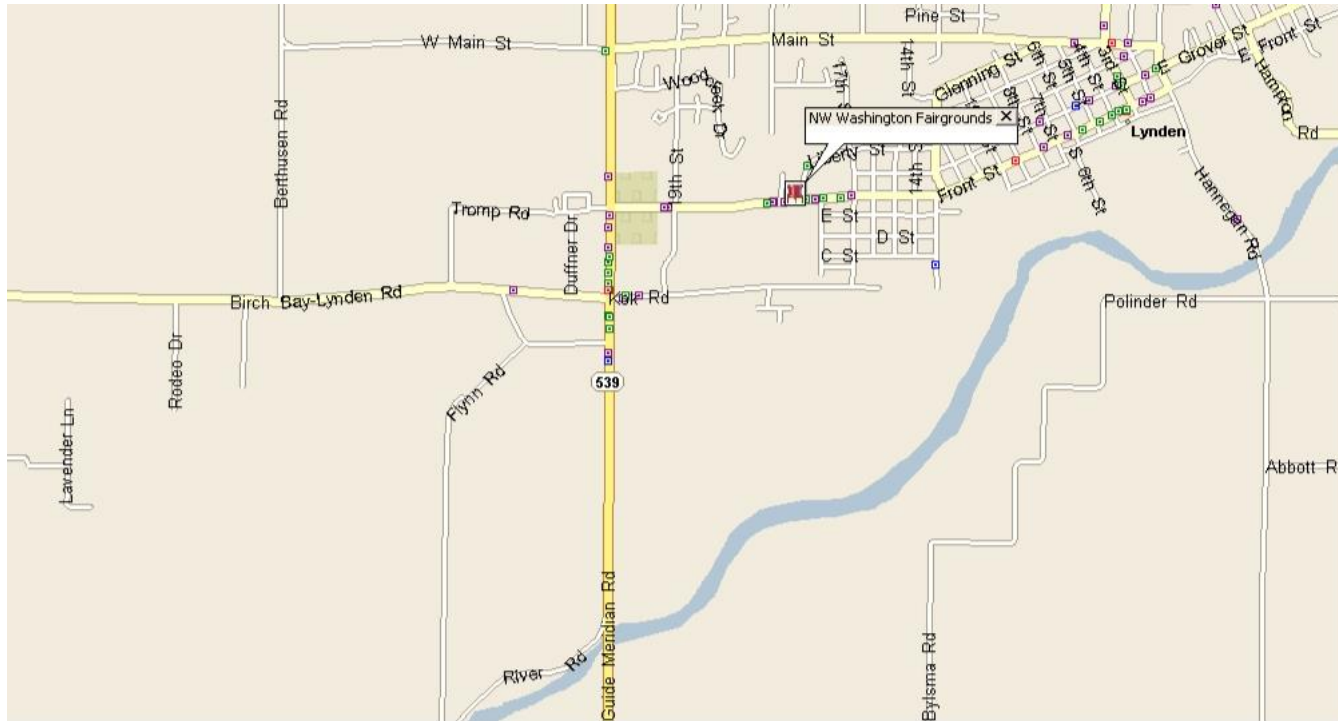 Pine St
W Main St
Main St
14th St
6th St
4th St
3rd St
E Grover St
Front St
17th St
5th St
Glenning St
8th St
7th St
E
Hampton
Rd
Berthusen Rd
Woodcreek Dr
NW Washington Fairgrounds
Lynden
Liberty St
19th St
14th St
Front St
S 6th St
Hannegan Rd
Tromp Rd
E St
Duffner Dr
D St
C St
Birch Bay-Lynden Rd
Kok Rd
Polinder Rd
Rodeo Dr
539
Flynn Rd
Lavender Ln
Abbott R
Guide Meridian Rd
River Rd
Bylsma Rd